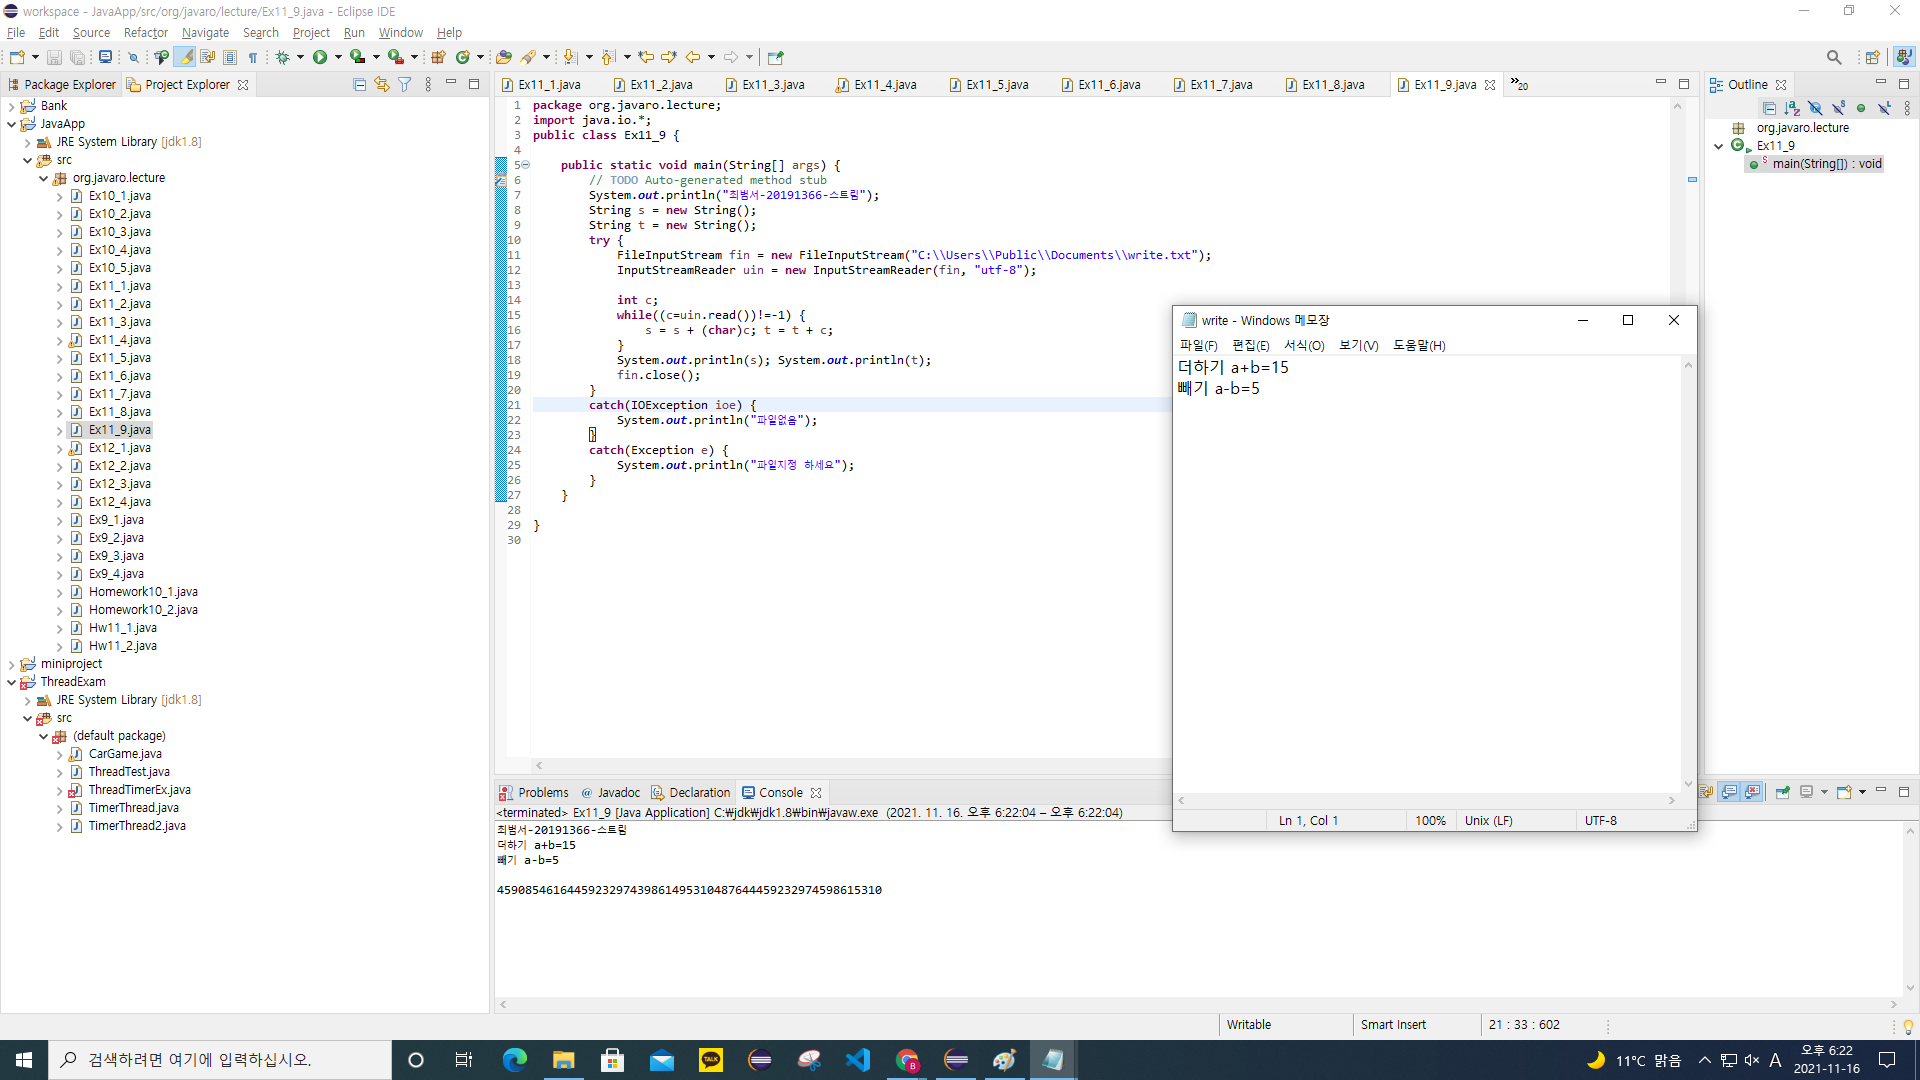 workspace - JavaApp/src/org/javaro/lecture/Ex11_9.java - Eclipse IDE
File Edit Source Refactor Navigate Search Project Run Window Help
Package Explorer Project Explorer
Bank
JavaApp
JRE System Library [jdk1.8]
src
org.javaro.lecture
Ex10_1.java
Ex10_2.java
Ex10_3.java
Ex10_4.java
Ex10_5.java
Ex11_1.java
Ex11_2.java
Ex11_3.java
Ex11_4.java
Ex11_5.java
Ex11_6.java
Ex11_7.java
Ex11_8.java
Ex11_9.java
Ex12_1.java
Ex12_2.java
Ex12_3.java
Ex12_4.java
Ex9_1.java
Ex9_2.java
Ex9_3.java
Ex9_4.java
Homework10_1.java
Homework10_2.java
Hw11_1.java
Hw11_2.java
miniproject
ThreadExam
JRE System Library [jdk1.8]
src
(default package)
CarGame.java
ThreadTest.java
ThreadTimerEx.java
TimerThread.java
TimerThread2.java
Ex11_1.java Ex11_2.java Ex11_3.java Ex11_4.java Ex11_5.java Ex11_6.java Ex11_7.java Ex11_8.java Ex11_9.java »20
1 package org.javaro.lecture;
2 import java.io.*;
3 public class Ex11_9 {
4
5 public static void main(String[] args) {
6 // TODO Auto-generated method stub
7 System.out.println("최범서-20191366-스트림");
8 String s = new String();
9 String t = new String();
10 try {
11 FileInputStream fin = new FileInputStream("C:\\Users\\Public\\Documents\\write.txt");
12 InputStreamReader uin = new InputStreamReader(fin, "utf-8");
13
14 int c;
15 while((c=uin.read())!=-1) {
16 s = s + (char)c; t = t + c;
17 }
18 System.out.println(s); System.out.println(t);
19 fin.close();
20 }
21 catch(IOException ioe) {
22 System.out.println("파일없음");
23 }
24 catch(Exception e) {
25 System.out.println("파일지정 하세요");
26 }
27 }
28
29 }
30
write - Windows 메모장
파일(F) 편집(E) 서식(O) 보기(V) 도움말(H)
더하기 a+b=15
빼기 a-b=5
Ln 1, Col 1 100% Unix (LF) UTF-8
Outline
org.javaro.lecture
Ex11_9
main(String[]) : void
Problems Javadoc Declaration Console
<terminated> Ex11_9 [Java Application] C:₩jdk₩jdk1.8₩bin₩javaw.exe (2021. 11. 16. 오후 6:22:04 – 오후 6:22:04)
최범서-20191366-스트림
더하기 a+b=15
빼기 a-b=5
4590854616445923297439861495310487644459232974598615310
Writable Smart Insert 21 : 33 : 602
검색하려면 여기에 입력하십시오.
TALK
B
11°C 맑음
A
오후 6:22
2021-11-16